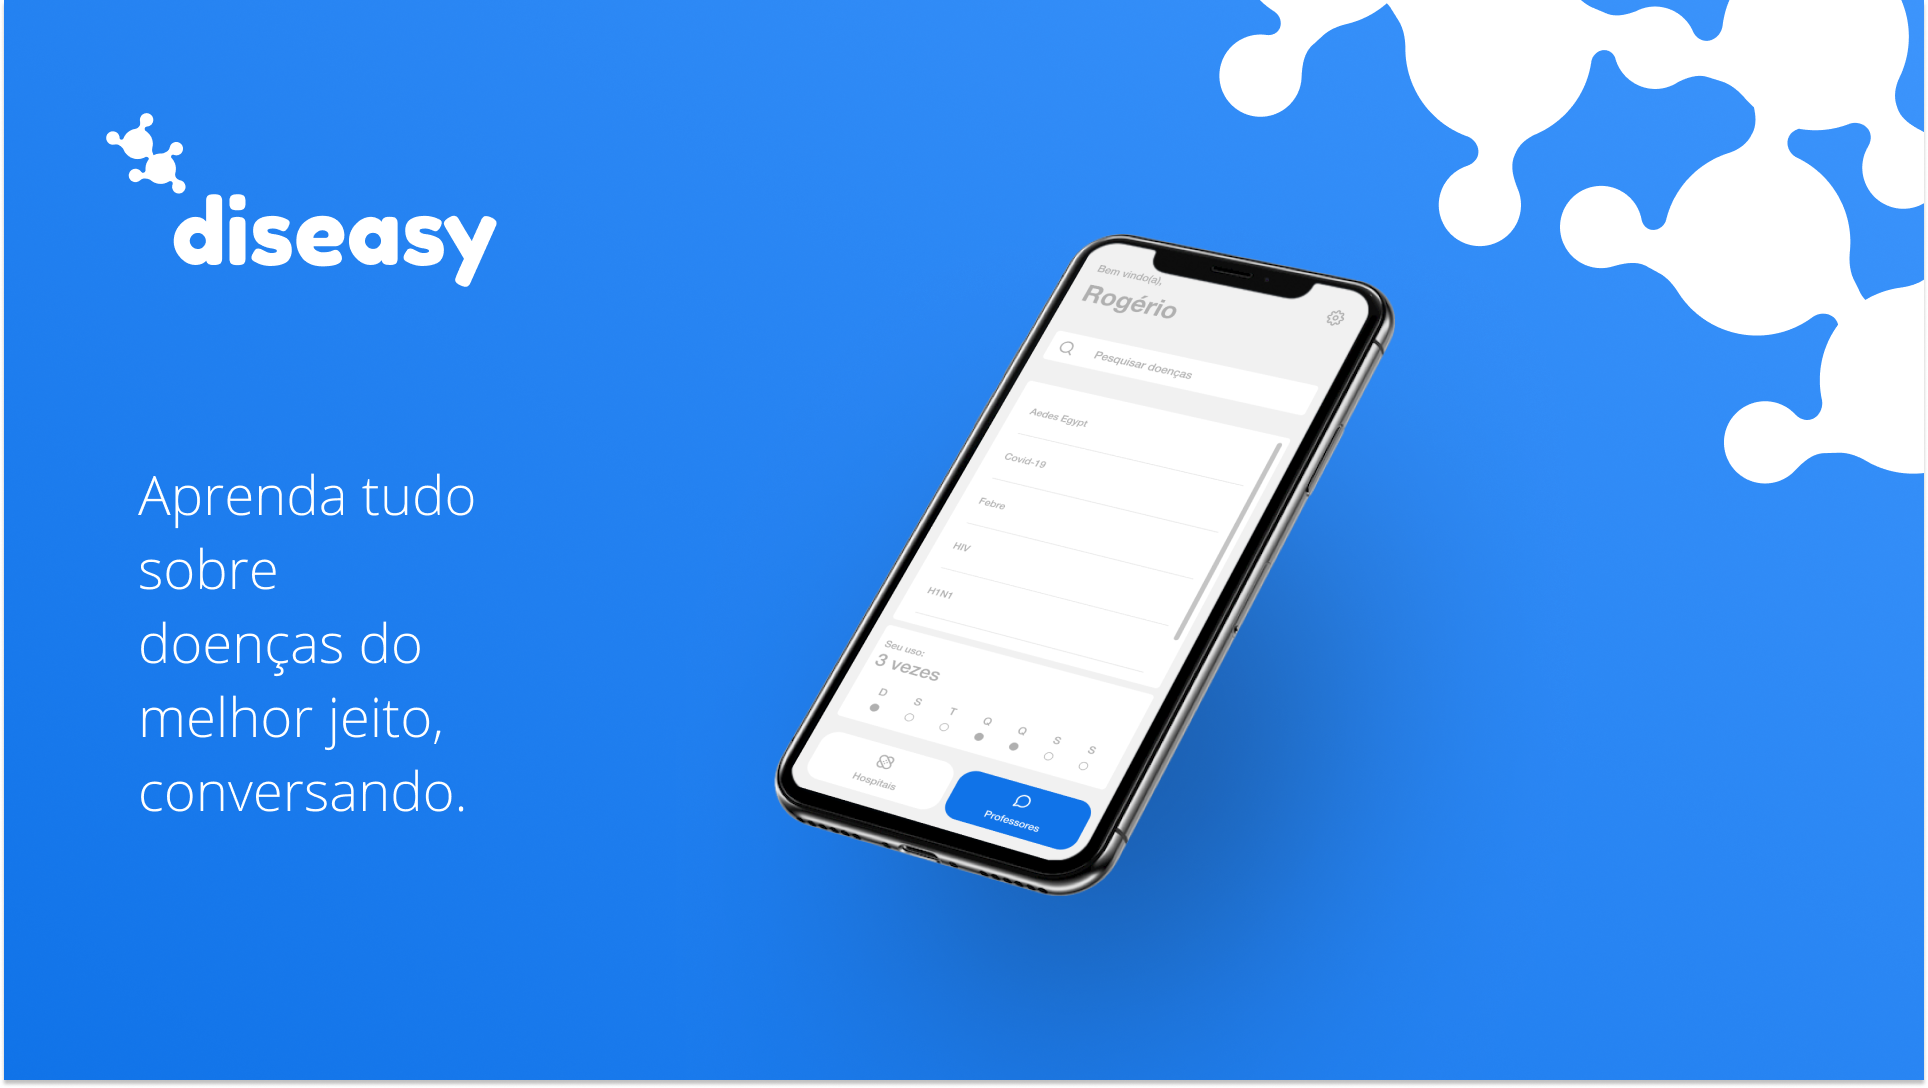 diseasy
Aprenda tudo
sobre
doenças do
melhor jeito,
conversando.
Bem vindo(a),
Rogério
Pesquisar doenças
Aedes Egypt
Covid-19
Febre
HIV
H1N1
Seu uso:
3 vezes
D S T Q Q S S
Hospitais
Professores